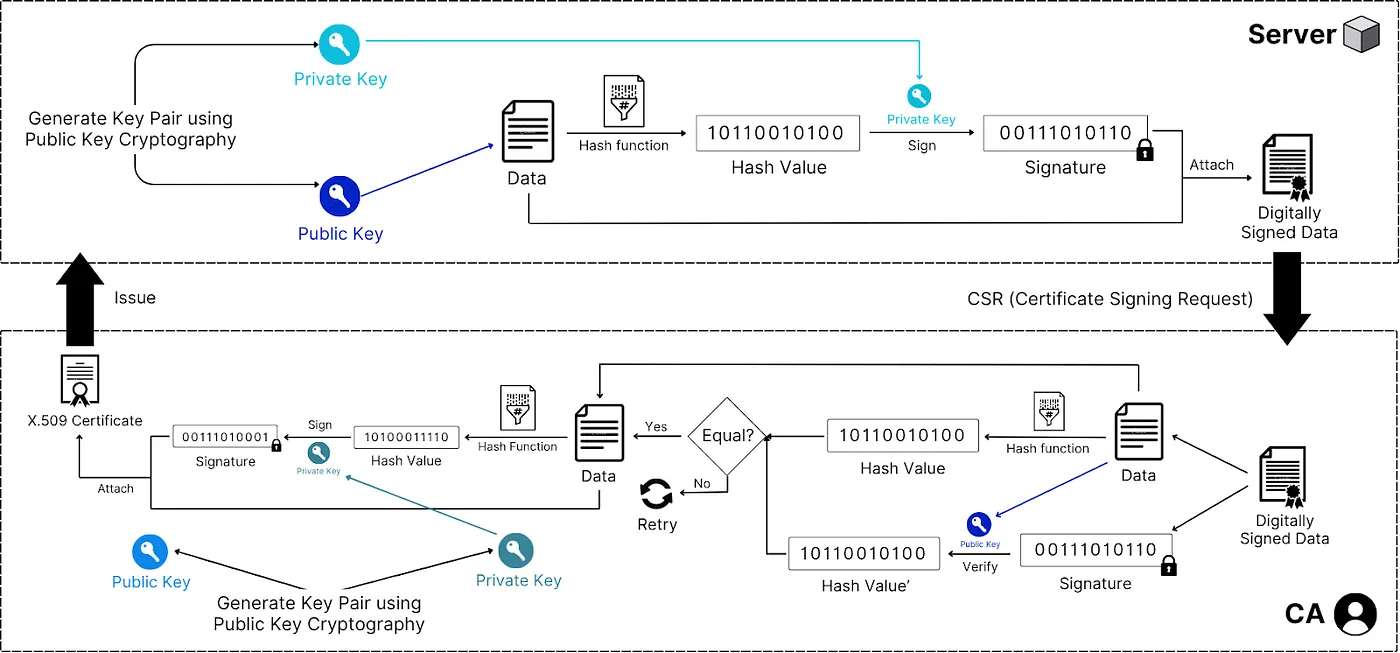 Server
Private Key
Generate Key Pair using
Public Key Cryptography
Public Key
Data
#
Hash function
10110010100
Hash Value
Private Key
Sign
00111010110
Signature
Attach
Digitally
Signed Data
Issue
CSR (Certificate Signing Request)
X.509 Certificate
Attach
00111010001
Signature
Sign
Private Key
10100011110
Hash Value
#
Hash Function
Data
Yes
Equal?
No
Retry
10110010100
Hash Value
#
Hash function
Data
Digitally
Signed Data
10110010100
Hash Value’
Public Key
Verify
00111010110
Signature
Public Key
Private Key
Generate Key Pair using
Public Key Cryptography
CA